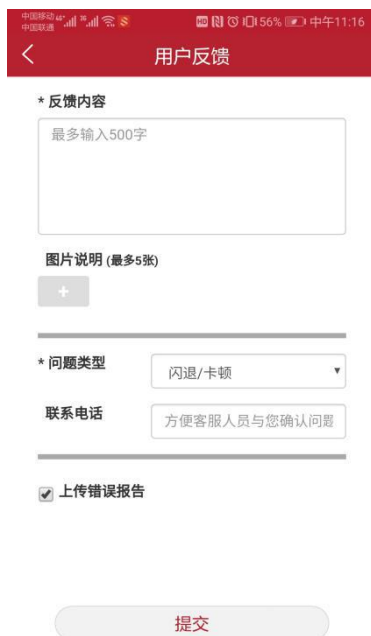 中国移动 4G HD 56% 中午11:16
中国联通
用户反馈
* 反馈内容
最多输入500字
图片说明 (最多5张)
+
* 问题类型
闪退/卡顿
联系电话
方便客服人员与您确认问题
上传错误报告
提交